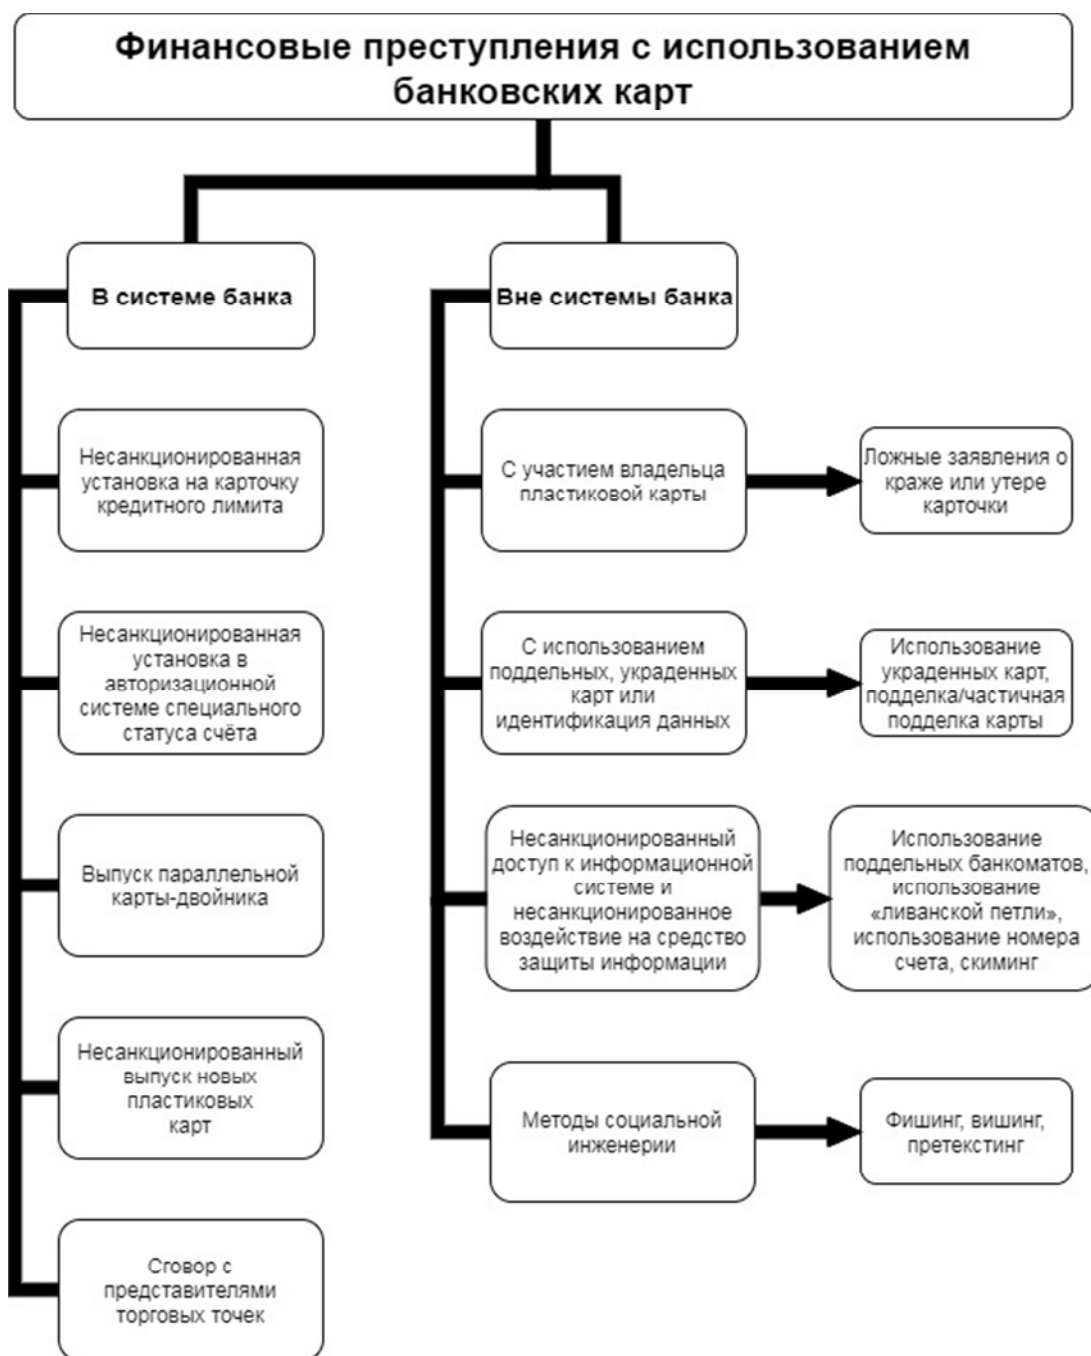 Финансовые преступления с использованием
банковских карт
В системе банка
Несанкционированная
установка на карточку
кредитного лимита
Несанкционированная
установка в
авторизационной
системе специального
статуса счёта
Выпуск параллельной
карты-двойника
Несанкционированный
выпуск новых
пластиковых
карт
Сговор с
представителями
торговых точек
Вне системы банка
С участием владельца
пластиковой карты
Ложные заявления о
краже или утере
карточки
С использованием
поддельных, украденных
карт или
идентификация данных
Использование
украденных карт,
подделка/частичная
подделка карты
Несанкционированный
доступ к информационной
системе и
несанкционированное
воздействие на средство
защиты информации
Использование
поддельных банкоматов,
использование
«ливанской петли»,
использование номера
счета, скиминг
Методы социальной
инженерии
Фишинг, вишинг,
претекстинг